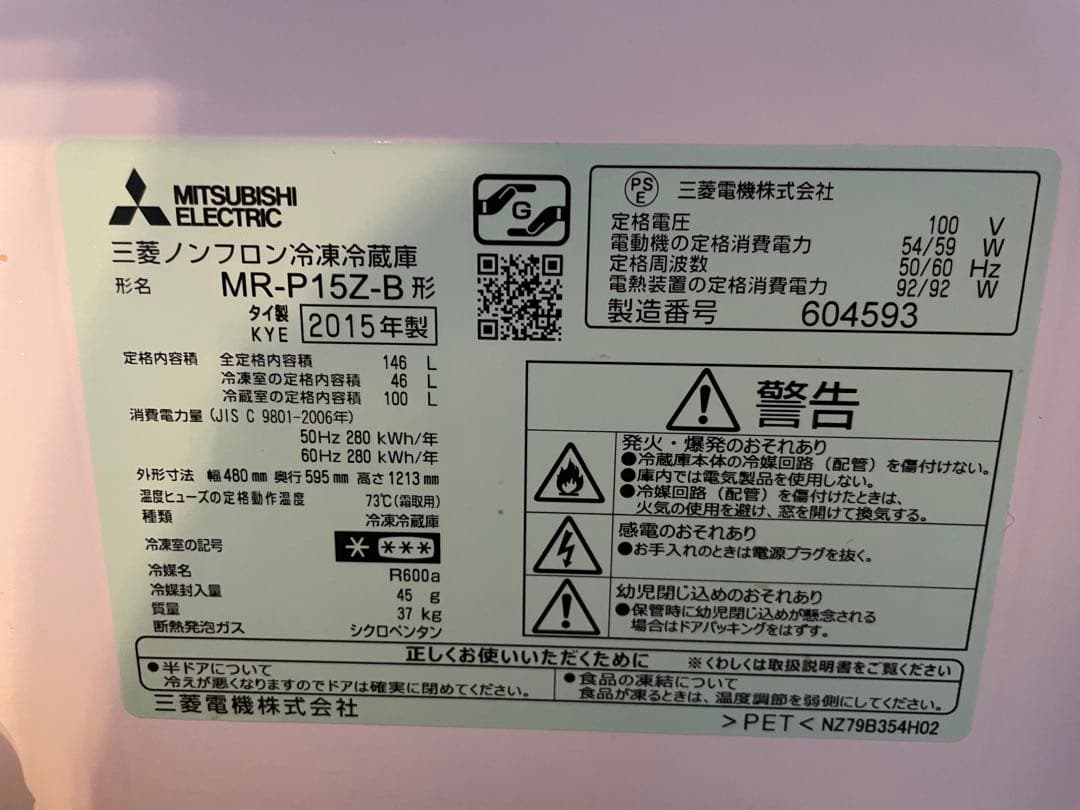 MITSUBISHI
ELECTRIC
三菱ノンフロン冷凍冷蔵庫
形名 MR-P15Z-B 形
タイ製
KYE 2015年製
定格内容積 全定格内容積 146 L
冷凍室の定格内容積 46 L
冷蔵室の定格内容積 100 L
消費電力量 (JIS C 9801-2006年)
50Hz 280 kWh/年
60Hz 280 kWh/年
外形寸法 幅 480 mm 奥行 595 mm 高さ 1213 mm
温度ヒューズの定格動作温度 73℃(霜取用)
種類 冷凍冷蔵庫
冷凍室の記号 * ***
冷媒名 R600a
冷媒封入量 45 g
質量 37 kg
断熱発泡ガス シクロペンタン
G
PS
E
三菱電機株式会社
定格電圧 100 V
電動機の定格消費電力 54/59 W
定格周波数 50/60 Hz
電熱装置の定格消費電力 92/92 W
製造番号 604593
警告
発火・爆発のおそれあり
●冷蔵庫本体の冷媒回路（配管）を傷付けない。
●庫内では電気製品を使用しない。
●冷媒回路（配管）を傷付けたときは、
火気の使用を避け、窓を開けて換気する。
感電のおそれあり
●お手入れのときは電源プラグを抜く。
幼児閉じ込めのおそれあり
●保管時に幼児閉じ込めが懸念される
場合はドアパッキングをはずす。
正しくお使いいただくために ※くわしくは取扱説明書をご覧ください
●半ドアについて
冷えが悪くなりますのでドアは確実に閉めてください。
●食品の凍結について
食品が凍るときは、温度調節を弱側にしてください。
三菱電機株式会社
>PET< NZ79B354H02